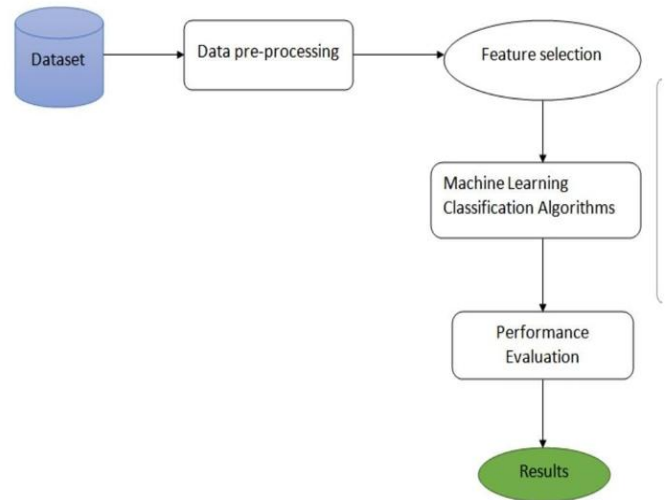 Dataset
Data pre-processing
Feature selection
Machine Learning
Classification Algorithms
Performance
Evaluation
Results